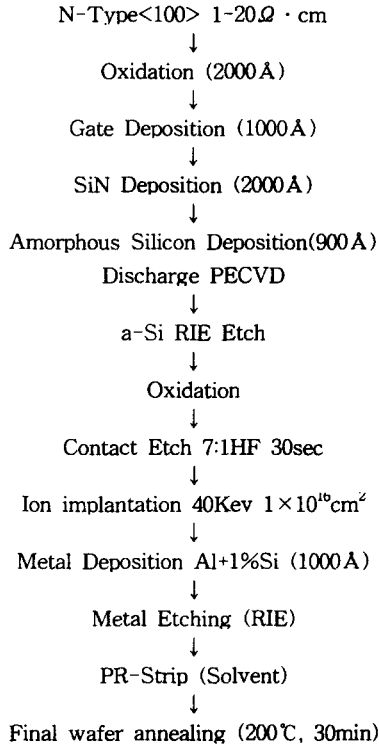 N-Type<100> 1-20Ω · cm
↓
Oxidation (2000Å)
↓
Gate Deposition (1000Å)
↓
SiN Deposition (2000Å)
↓
Amorphous Silicon Deposition(900Å)
Discharge PECVD
↓
a-Si RIE Etch
↓
Oxidation
↓
Contact Etch 7:1HF 30sec
↓
Ion implantation 40Kev 1×10¹⁶cm²
↓
Metal Deposition Al+1%Si (1000Å)
↓
Metal Etching (RIE)
↓
PR-Strip (Solvent)
↓
Final wafer annealing (200℃, 30min)